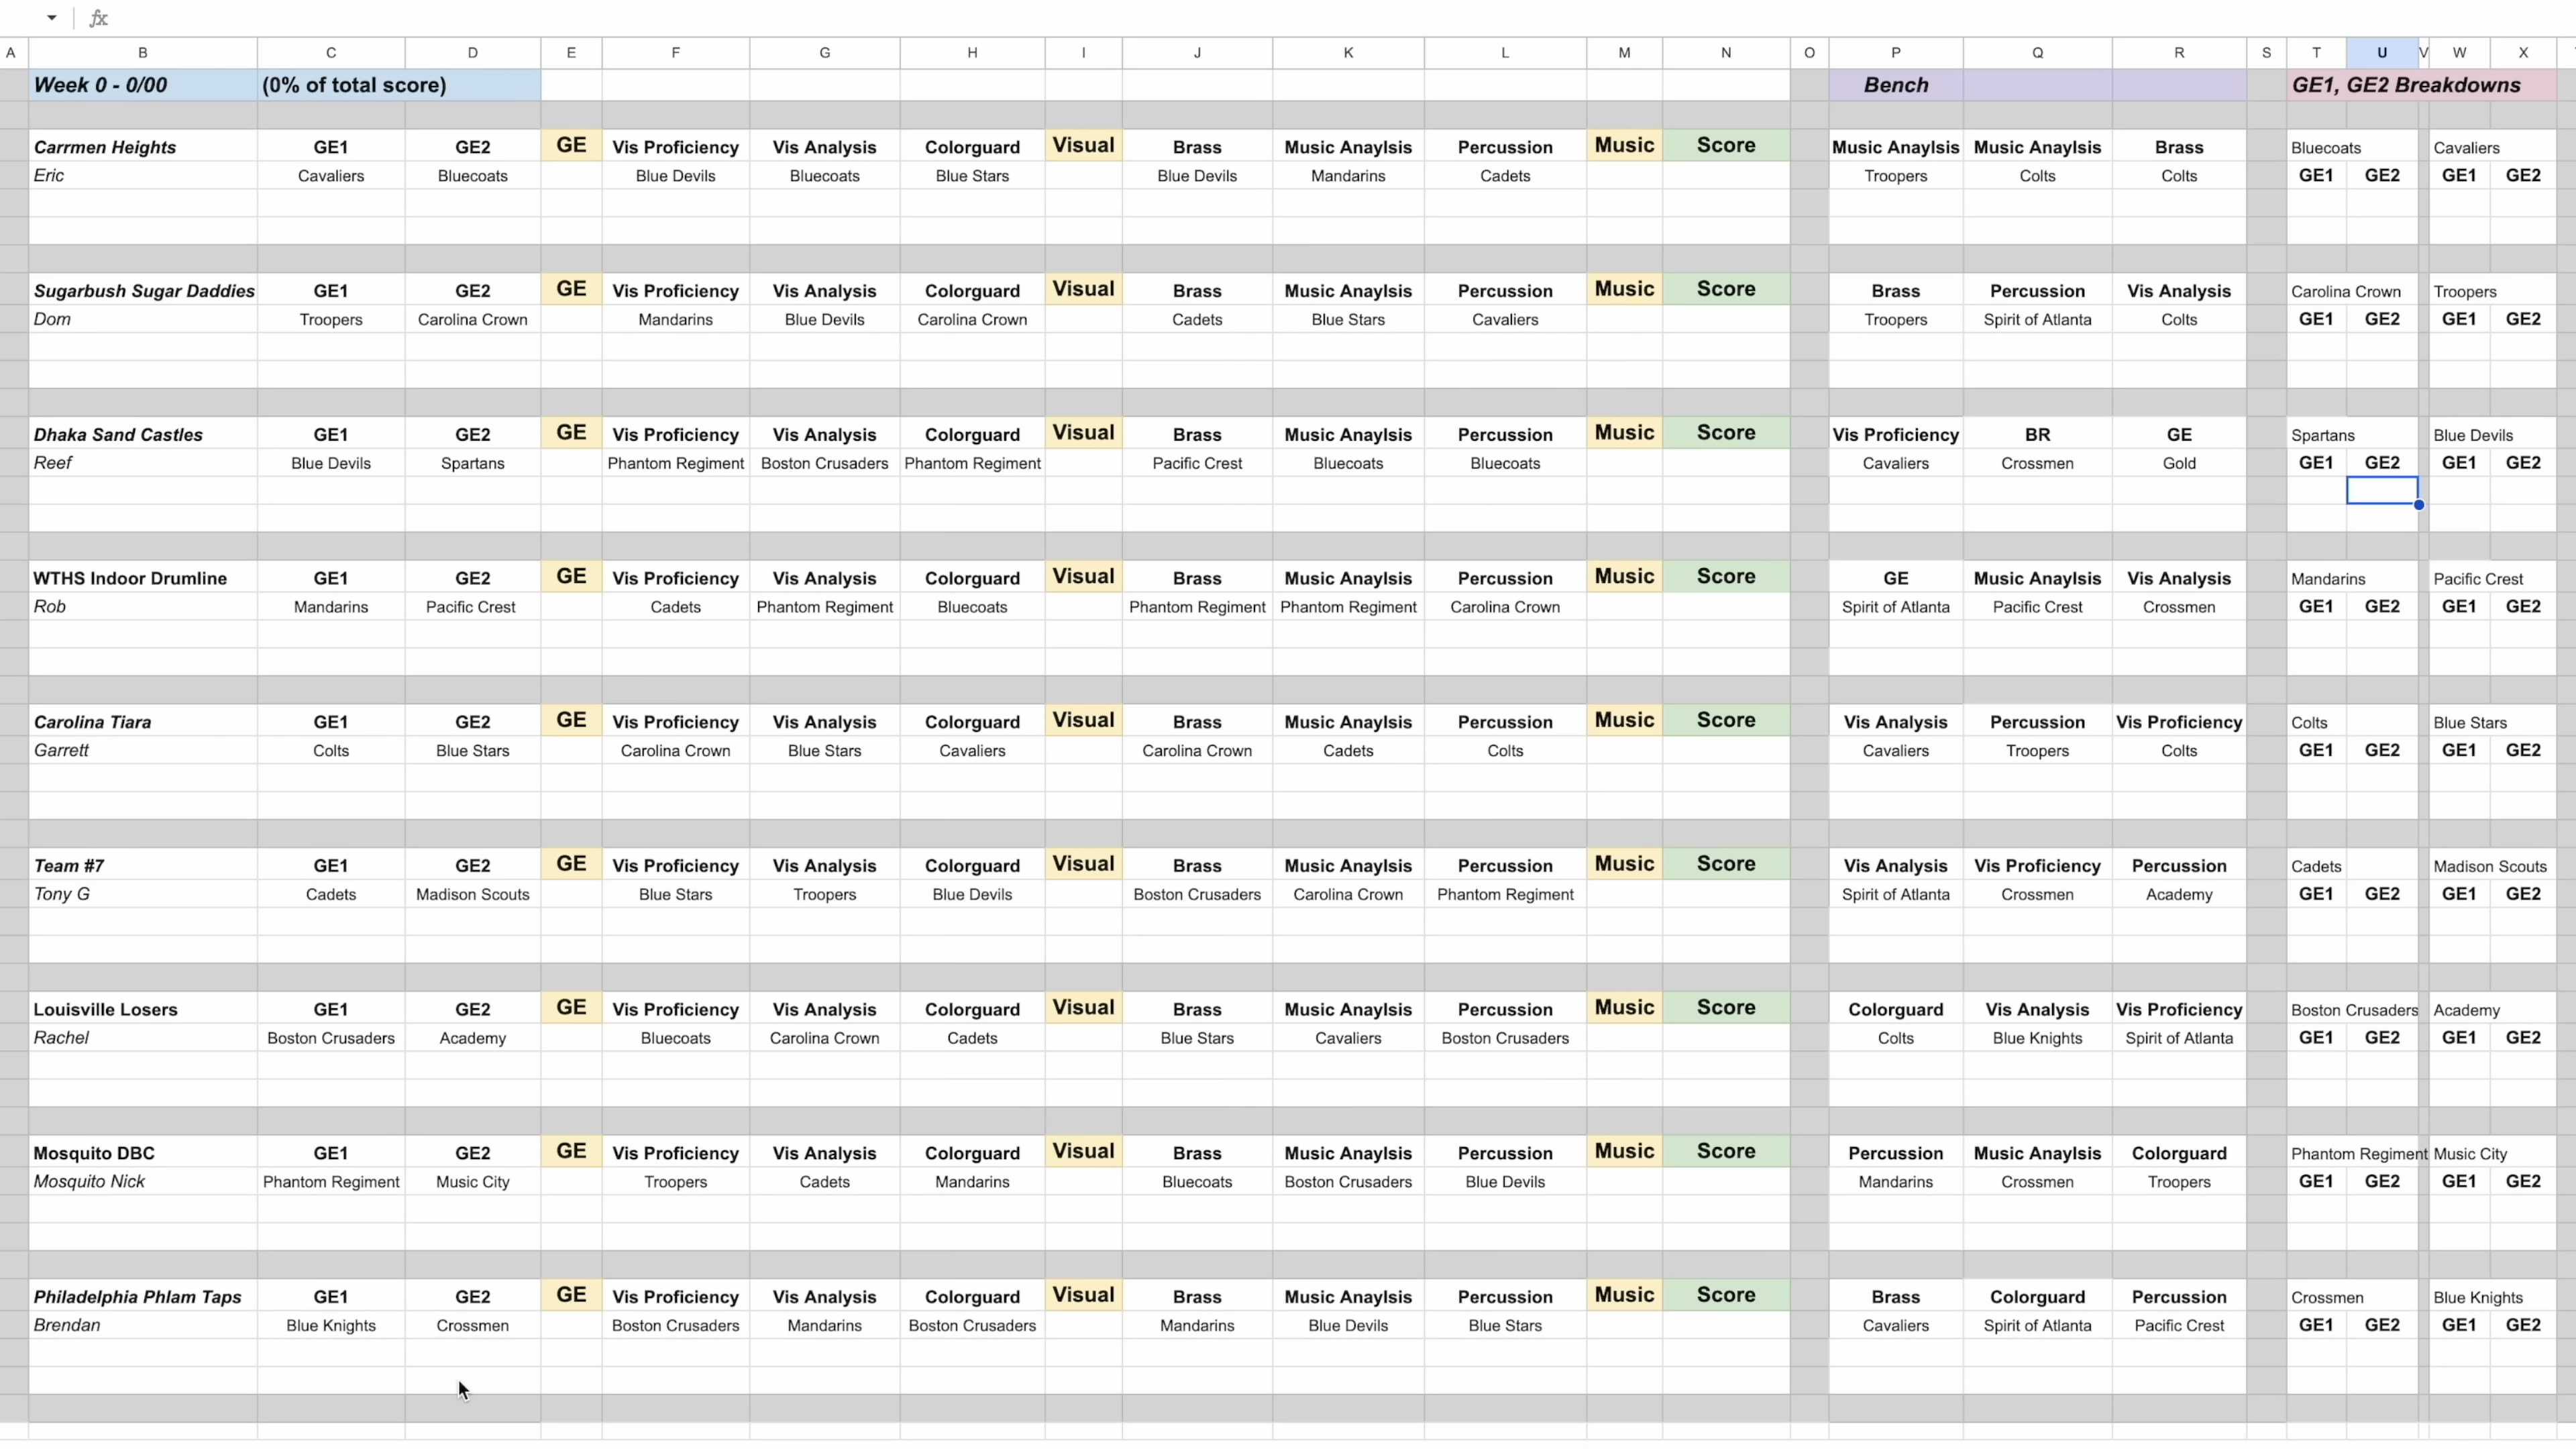 fx
A B C D E F G H I J K L M N O P Q R S T U V W X
Week 0 - 0/00 (0% of total score) Bench GE1, GE2 Breakdowns
Carrmen Heights GE1 GE2 GE Vis Proficiency Vis Analysis Colorguard Visual Brass Music Anaylsis Percussion Music Score Music Anaylsis Music Anaylsis Brass Bluecoats Cavaliers
Eric Cavaliers Bluecoats Blue Devils Bluecoats Blue Stars Blue Devils Mandarins Cadets Troopers Colts Colts GE1 GE2 GE1 GE2
Sugarbush Sugar Daddies GE1 GE2 GE Vis Proficiency Vis Analysis Colorguard Visual Brass Music Anaylsis Percussion Music Score Brass Percussion Vis Analysis Carolina Crown Troopers
Dom Troopers Carolina Crown Mandarins Blue Devils Carolina Crown Cadets Blue Stars Cavaliers Troopers Spirit of Atlanta Colts GE1 GE2 GE1 GE2
Dhaka Sand Castles GE1 GE2 GE Vis Proficiency Vis Analysis Colorguard Visual Brass Music Anaylsis Percussion Music Score Vis Proficiency BR GE Spartans Blue Devils
Reef Blue Devils Spartans Phantom Regiment Boston Crusaders Phantom Regiment Pacific Crest Bluecoats Bluecoats Cavaliers Crossmen Gold GE1 GE2 GE1 GE2
WTHS Indoor Drumline GE1 GE2 GE Vis Proficiency Vis Analysis Colorguard Visual Brass Music Anaylsis Percussion Music Score GE Music Anaylsis Vis Analysis Mandarins Pacific Crest
Rob Mandarins Pacific Crest Cadets Phantom Regiment Bluecoats Phantom Regiment Phantom Regiment Carolina Crown Spirit of Atlanta Pacific Crest Crossmen GE1 GE2 GE1 GE2
Carolina Tiara GE1 GE2 GE Vis Proficiency Vis Analysis Colorguard Visual Brass Music Anaylsis Percussion Music Score Vis Analysis Percussion Vis Proficiency Colts Blue Stars
Garrett Colts Blue Stars Carolina Crown Blue Stars Cavaliers Carolina Crown Cadets Colts Cavaliers Troopers Colts GE1 GE2 GE1 GE2
Team #7 GE1 GE2 GE Vis Proficiency Vis Analysis Colorguard Visual Brass Music Anaylsis Percussion Music Score Vis Analysis Vis Proficiency Percussion Cadets Madison Scouts
Tony G Cadets Madison Scouts Blue Stars Troopers Blue Devils Boston Crusaders Carolina Crown Phantom Regiment Spirit of Atlanta Crossmen Academy GE1 GE2 GE1 GE2
Louisville Losers GE1 GE2 GE Vis Proficiency Vis Analysis Colorguard Visual Brass Music Anaylsis Percussion Music Score Colorguard Vis Analysis Vis Proficiency Boston Crusaders Academy
Rachel Boston Crusaders Academy Bluecoats Carolina Crown Cadets Blue Stars Cavaliers Boston Crusaders Colts Blue Knights Spirit of Atlanta GE1 GE2 GE1 GE2
Mosquito DBC GE1 GE2 GE Vis Proficiency Vis Analysis Colorguard Visual Brass Music Anaylsis Percussion Music Score Percussion Music Anaylsis Colorguard Phantom Regiment Music City
Mosquito Nick Phantom Regiment Music City Troopers Cadets Mandarins Bluecoats Boston Crusaders Blue Devils Mandarins Crossmen Troopers GE1 GE2 GE1 GE2
Philadelphia Phlam Taps GE1 GE2 GE Vis Proficiency Vis Analysis Colorguard Visual Brass Music Anaylsis Percussion Music Score Brass Colorguard Percussion Crossmen Blue Knights
Brendan Blue Knights Crossmen Boston Crusaders Mandarins Boston Crusaders Mandarins Blue Devils Blue Stars Cavaliers Spirit of Atlanta Pacific Crest GE1 GE2 GE1 GE2